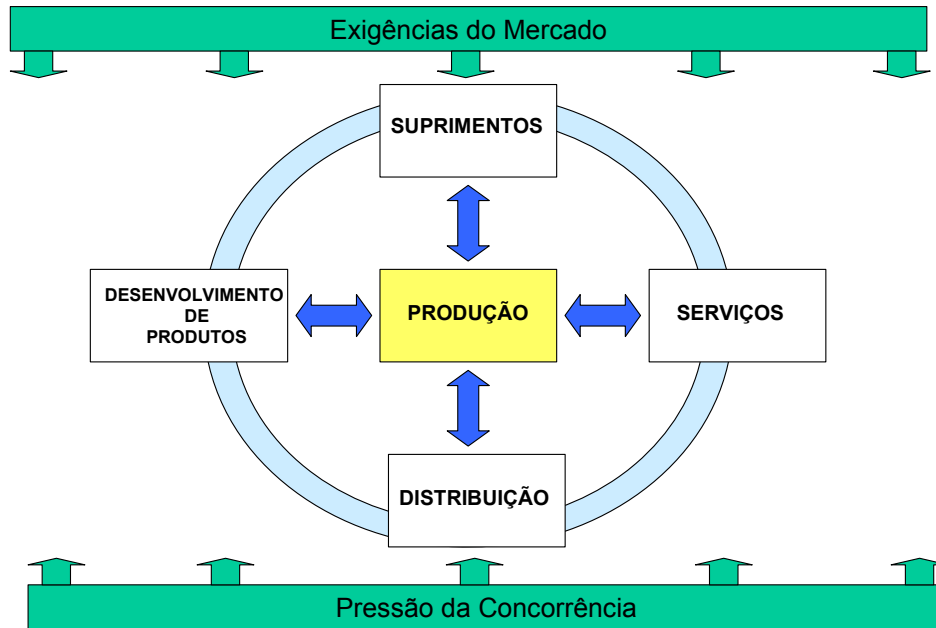 Exigências do Mercado
SUPRIMENTOS
DESENVOLVIMENTO
DE
PRODUTOS
PRODUÇÃO
SERVIÇOS
DISTRIBUIÇÃO
Pressão da Concorrência